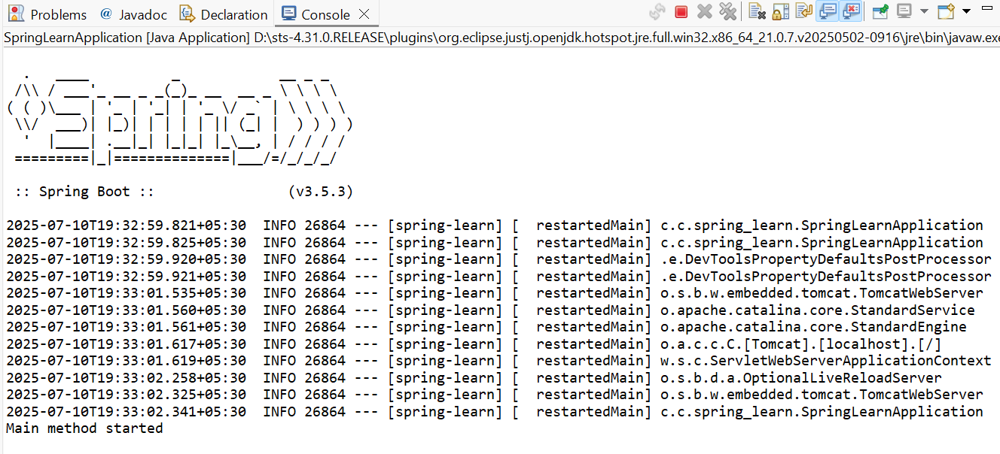 Problems @ Javadoc Declaration Console
SpringLearnApplication [Java Application] D:\sts-4.31.0.RELEASE\plugins\org.eclipse.justj.openjdk.hotspot.jre.full.win32.x86_64_21.0.7.v20250502-0916\jre\bin\javaw.exe
  .   ____          _            __ _ _
 /\\ / ___'_ __ _ _(_)_ __  __ _ \ \ \ \
( ( )\___ | '_ | '_| | '_ \/ _` | \ \ \ \
 \\/  ___)| |_)| | | | | || (_| |  ) ) ) )
  '  |____| .__|_| |_|_| |_\__, | / / / /
 =========|_|==============|___/=/_/_/_/
 :: Spring Boot ::                (v3.5.3)
2025-07-10T19:32:59.821+05:30  INFO 26864 --- [spring-learn] [  restartedMain] c.c.spring_learn.SpringLearnApplication
2025-07-10T19:32:59.825+05:30  INFO 26864 --- [spring-learn] [  restartedMain] c.c.spring_learn.SpringLearnApplication
2025-07-10T19:32:59.920+05:30  INFO 26864 --- [spring-learn] [  restartedMain] .e.DevToolsPropertyDefaultsPostProcessor
2025-07-10T19:32:59.921+05:30  INFO 26864 --- [spring-learn] [  restartedMain] .e.DevToolsPropertyDefaultsPostProcessor
2025-07-10T19:33:01.535+05:30  INFO 26864 --- [spring-learn] [  restartedMain] o.s.b.w.embedded.tomcat.TomcatWebServer
2025-07-10T19:33:01.560+05:30  INFO 26864 --- [spring-learn] [  restartedMain] o.apache.catalina.core.StandardService
2025-07-10T19:33:01.561+05:30  INFO 26864 --- [spring-learn] [  restartedMain] o.apache.catalina.core.StandardEngine
2025-07-10T19:33:01.617+05:30  INFO 26864 --- [spring-learn] [  restartedMain] o.a.c.c.C.[Tomcat].[localhost].[/]
2025-07-10T19:33:01.619+05:30  INFO 26864 --- [spring-learn] [  restartedMain] w.s.c.ServletWebServerApplicationContext
2025-07-10T19:33:02.258+05:30  INFO 26864 --- [spring-learn] [  restartedMain] o.s.b.d.a.OptionalLiveReloadServer
2025-07-10T19:33:02.325+05:30  INFO 26864 --- [spring-learn] [  restartedMain] o.s.b.w.embedded.tomcat.TomcatWebServer
2025-07-10T19:33:02.341+05:30  INFO 26864 --- [spring-learn] [  restartedMain] c.c.spring_learn.SpringLearnApplication
Main method started